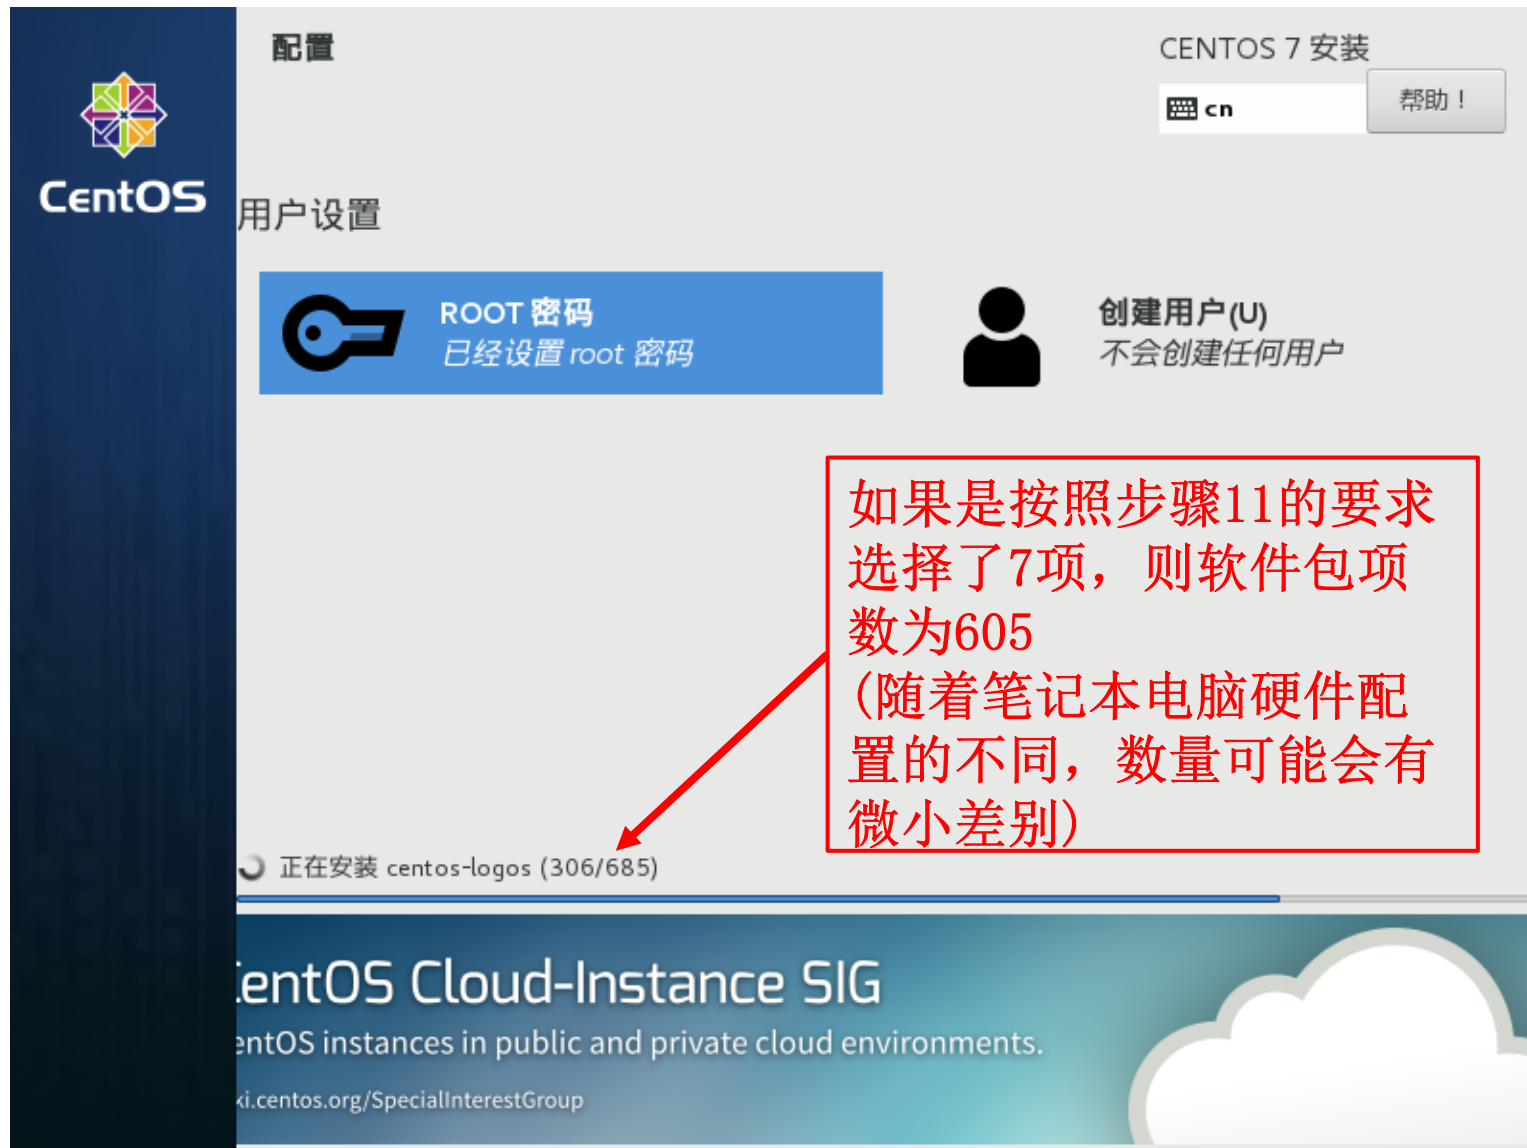 配置
CENTOS 7 安装
cn
帮助！
CentOS
用户设置
ROOT 密码
已经设置 root 密码
创建用户(U)
不会创建任何用户
如果是按照步骤11的要求
选择了7项，则软件包项
数为605
(随着笔记本电脑硬件配
置的不同，数量可能会有
微小差别)
正在安装 centos-logos (306/685)
entOS Cloud-Instance SIG
entOS instances in public and private cloud environments.
ki.centos.org/SpecialInterestGroup